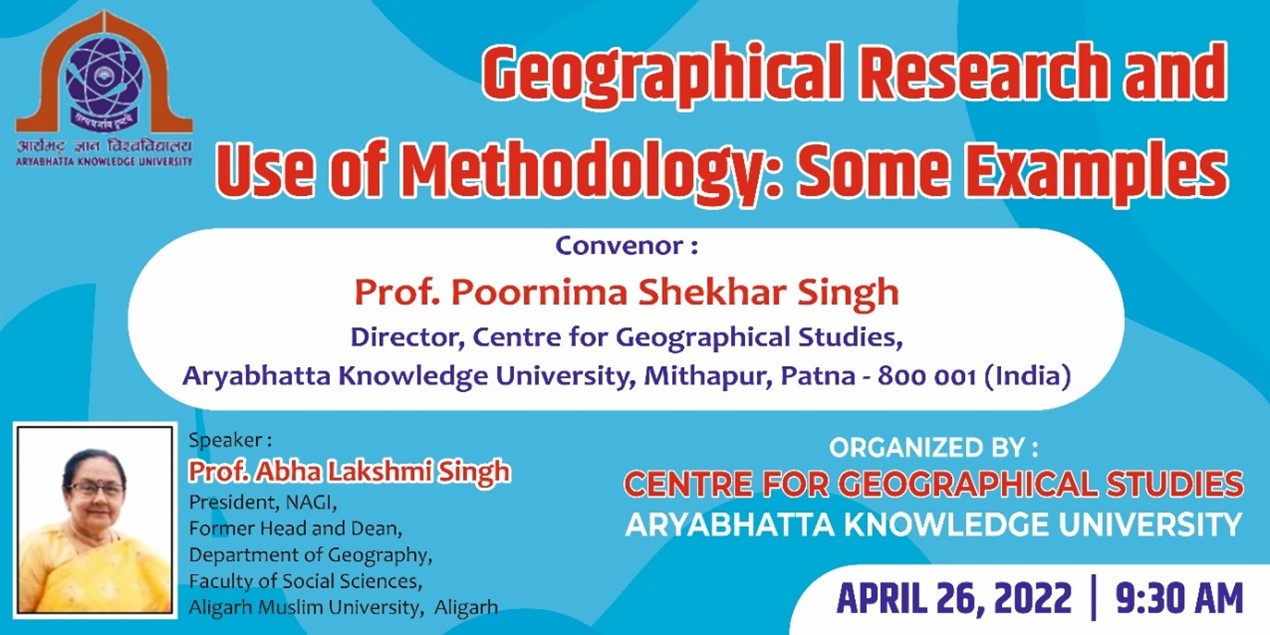 Geographical Research and
Use of Methodology: Some Examples
आर्यभट्ट ज्ञान विश्वविद्यालय
ARYABHATTA KNOWLEDGE UNIVERSITY
Convenor :
Prof. Poornima Shekhar Singh
Director, Centre for Geographical Studies,
Aryabhatta Knowledge University, Mithapur, Patna - 800 001 (India)
Speaker :
Prof. Abha Lakshmi Singh
President, NAGI,
Former Head and Dean,
Department of Geography,
Faculty of Social Sciences,
Aligarh Muslim University, Aligarh
ORGANIZED BY :
CENTRE FOR GEOGRAPHICAL STUDIES
ARYABHATTA KNOWLEDGE UNIVERSITY
APRIL 26, 2022 | 9:30 AM